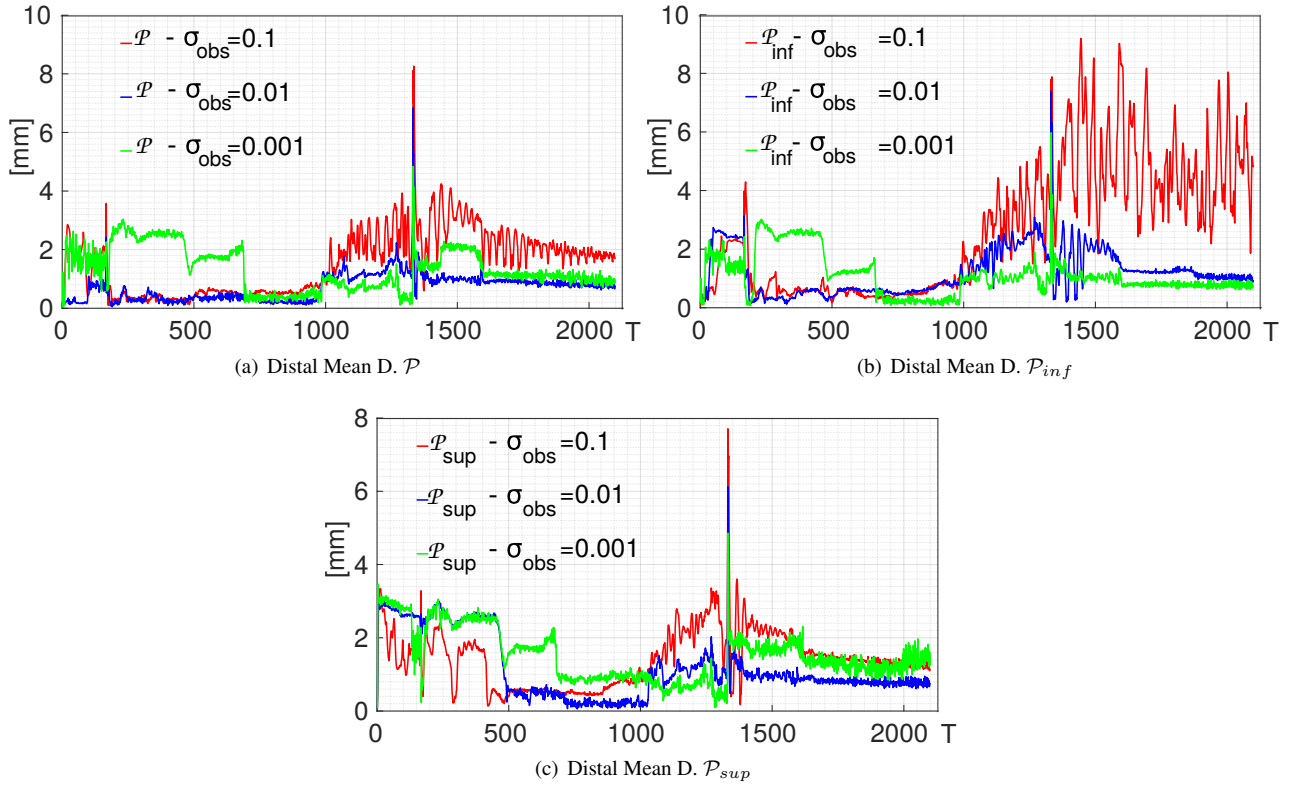 10
8
6
4
2
0
[mm]
𝒫 - σobs=0.1
𝒫 - σobs=0.01
𝒫 - σobs=0.001
0 500 1000 1500 2000 T
(a) Distal Mean D. 𝒫
10
8
6
4
2
0
[mm]
𝒫inf - σobs =0.1
𝒫inf - σobs =0.01
𝒫inf - σobs =0.001
0 500 1000 1500 2000 T
(b) Distal Mean D. 𝒫inf
8
6
4
2
0
[mm]
𝒫sup - σobs =0.1
𝒫sup - σobs =0.01
𝒫sup - σobs =0.001
0 500 1000 1500 2000 T
(c) Distal Mean D. 𝒫sup